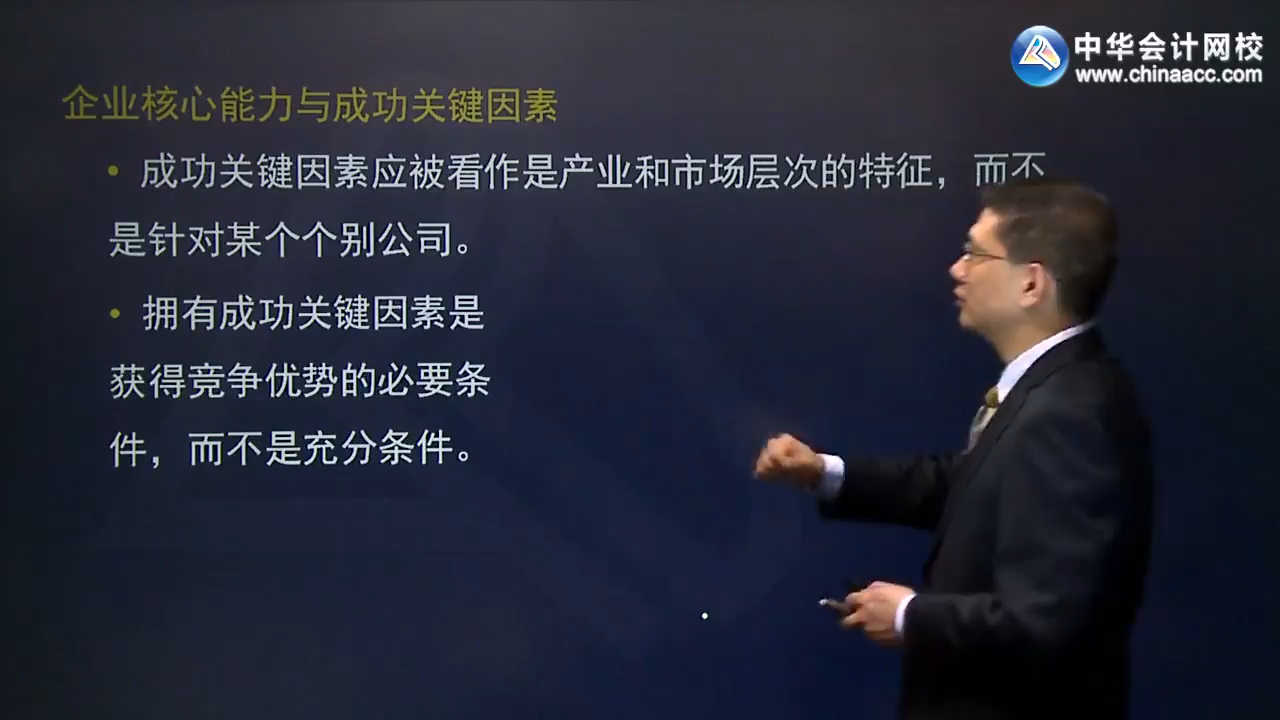 中华会计网校
www.chinaacc.com
企业核心能力与成功关键因素
• 成功关键因素应被看作是产业和市场层次的特征，而不
是针对某个个别公司。
• 拥有成功关键因素是
获得竞争优势的必要条
件，而不是充分条件。